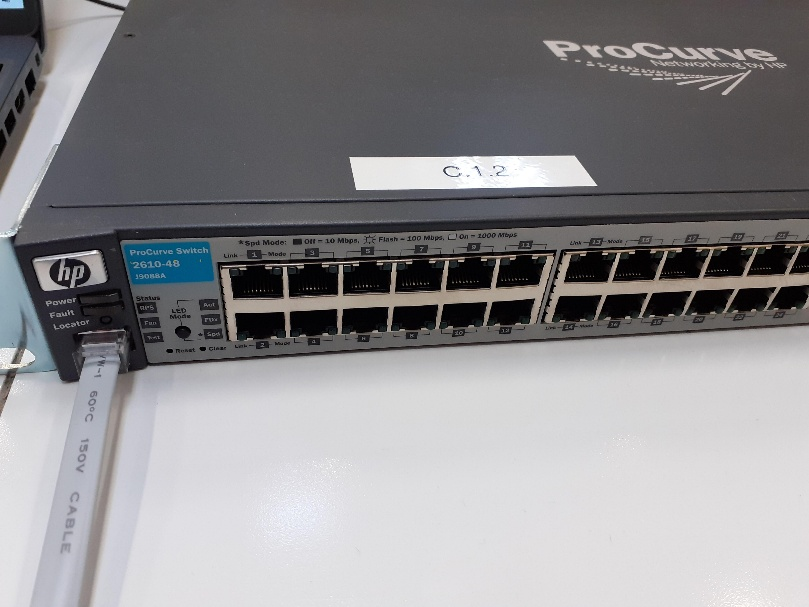 ProCurve
Networking by HP
C.1.2
hp
Power
Fault
Locator
ProCurve Switch
2610-48
J9088A
Status
RPS
Fan
Test
LED
Mode
Act
FDx
* Spd
Reset Clear
* Spd Mode: Off = 10 Mbps, Flash = 100 Mbps, On = 1000 Mbps
Link 1 Mode 3 5 7 9 11
Link 13 Mode 15 17 19 21
Link 2 Mode 4 6 8 10 12
Link 14 Mode 16 18
60°C 150V CABLE